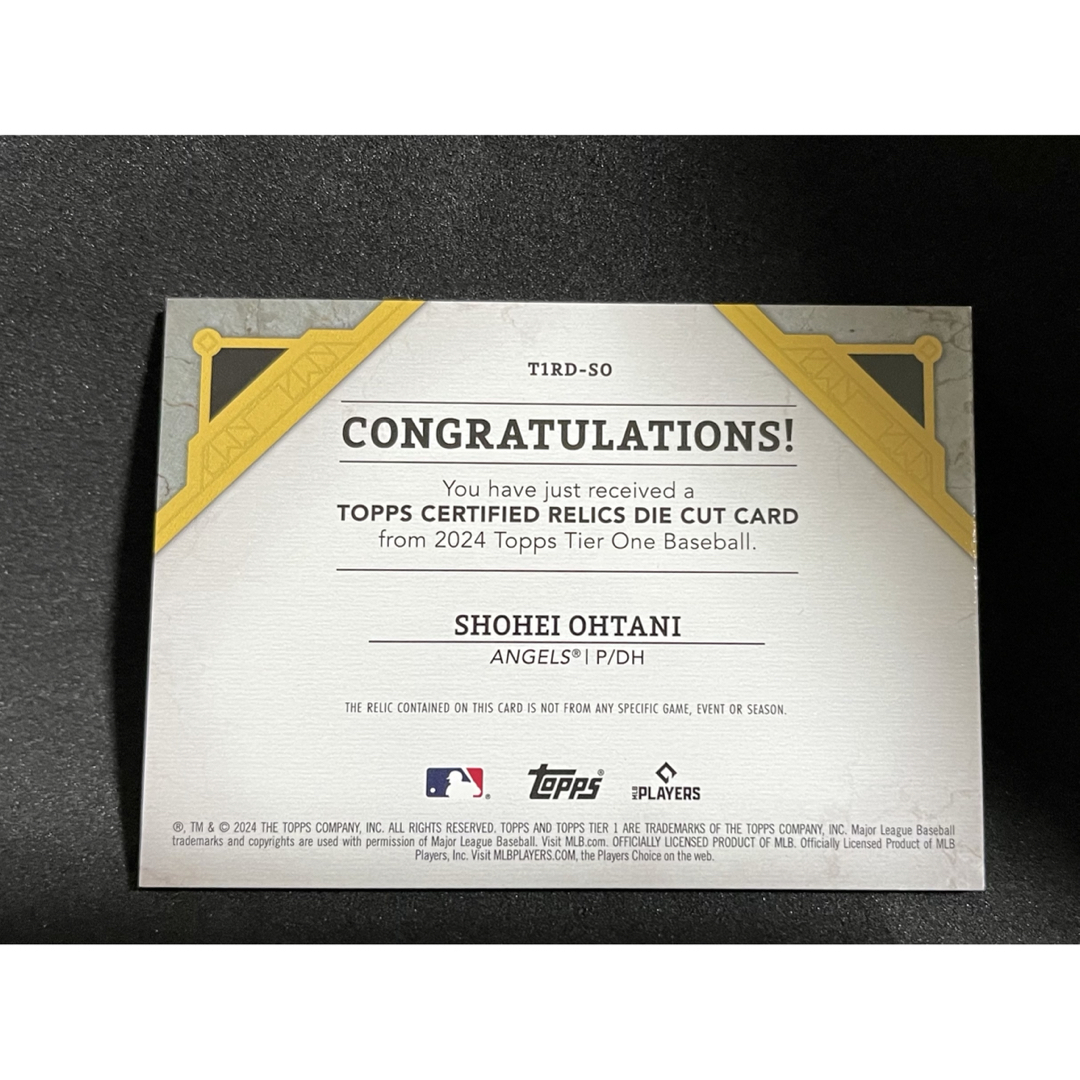 T1RD-SO
CONGRATULATIONS!
You have just received a
TOPPS CERTIFIED RELICS DIE CUT CARD
from 2024 Topps Tier One Baseball.
SHOHEI OHTANI
ANGELS® | P/DH
THE RELIC CONTAINED ON THIS CARD IS NOT FROM ANY SPECIFIC GAME, EVENT OR SEASON.
® topps® MLB PLAYERS
®, TM & © 2024 THE TOPPS COMPANY, INC. ALL RIGHTS RESERVED. TOPPS AND TOPPS TIER 1 ARE TRADEMARKS OF THE TOPPS COMPANY, INC. Major League Baseball
trademarks and copyrights are used with permission of Major League Baseball. Visit MLB.com. OFFICIALLY LICENSED PRODUCT OF MLB. Officially Licensed Product of MLB
Players, Inc. Visit MLBPLAYERS.COM, the Players Choice on the web.